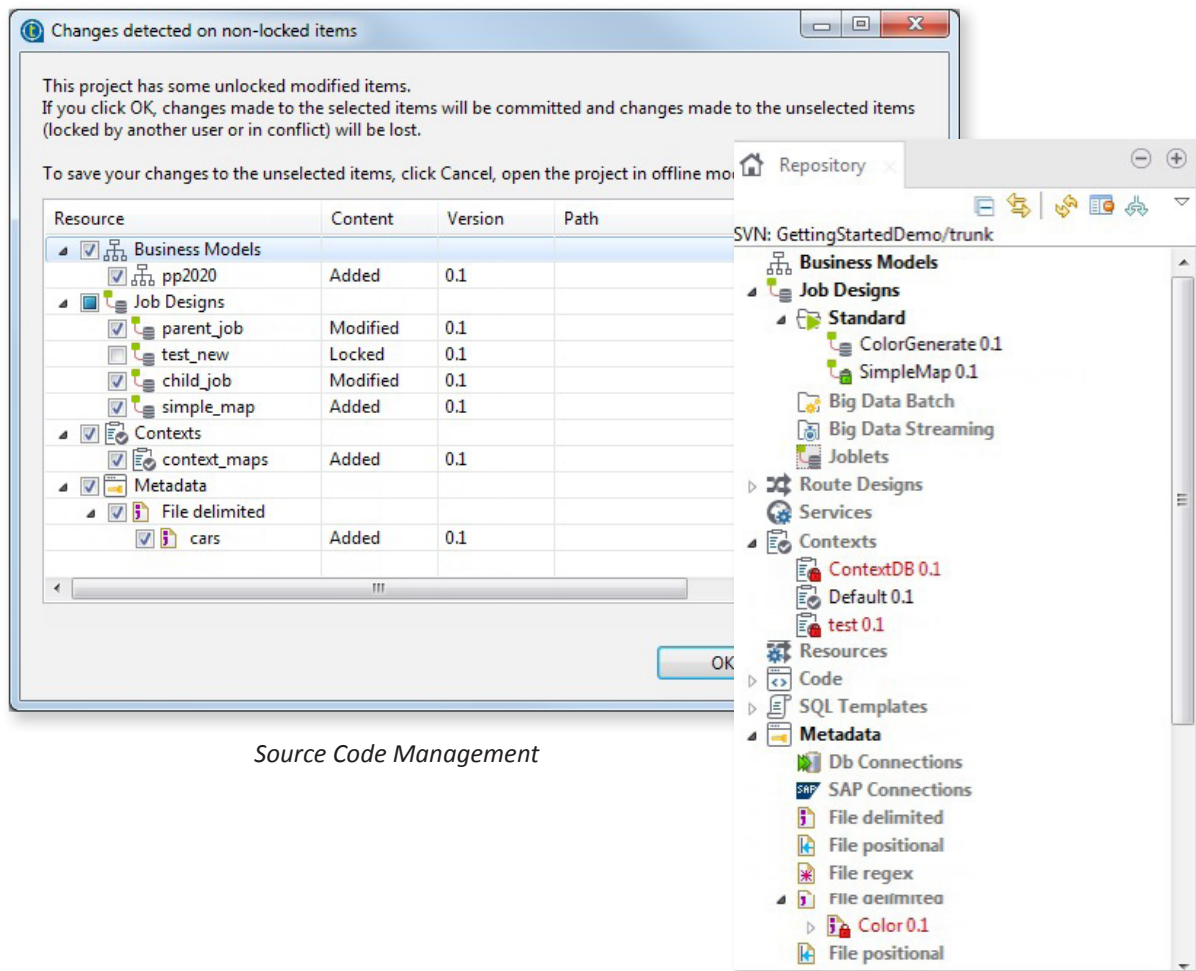 Changes detected on non-locked items
This project has some unlocked modified items.
If you click OK, changes made to the selected items will be committed and changes made to the unselected items
(locked by another user or in conflict) will be lost.
To save your changes to the unselected items, click Cancel, open the project in offline
Resource Content Version Path
Business Models
pp2020 Added 0.1
Job Designs
parent_job Modified 0.1
test_new Locked 0.1
child_job Modified 0.1
simple_map Added 0.1
Contexts
context_maps Added 0.1
Metadata
File delimited
cars Added 0.1
OK
Source Code Management
Repository
SVN: GettingStartedDemo/trunk
Business Models
Job Designs
Standard
ColorGenerate 0.1
SimpleMap 0.1
Big Data Batch
Big Data Streaming
Joblets
Route Designs
Services
Contexts
ContextDB 0.1
Default 0.1
test 0.1
Resources
Code
SQL Templates
Metadata
Db Connections
SAP SAP Connections
File delimited
File positional
File regex
File delimited
Color 0.1
File positional